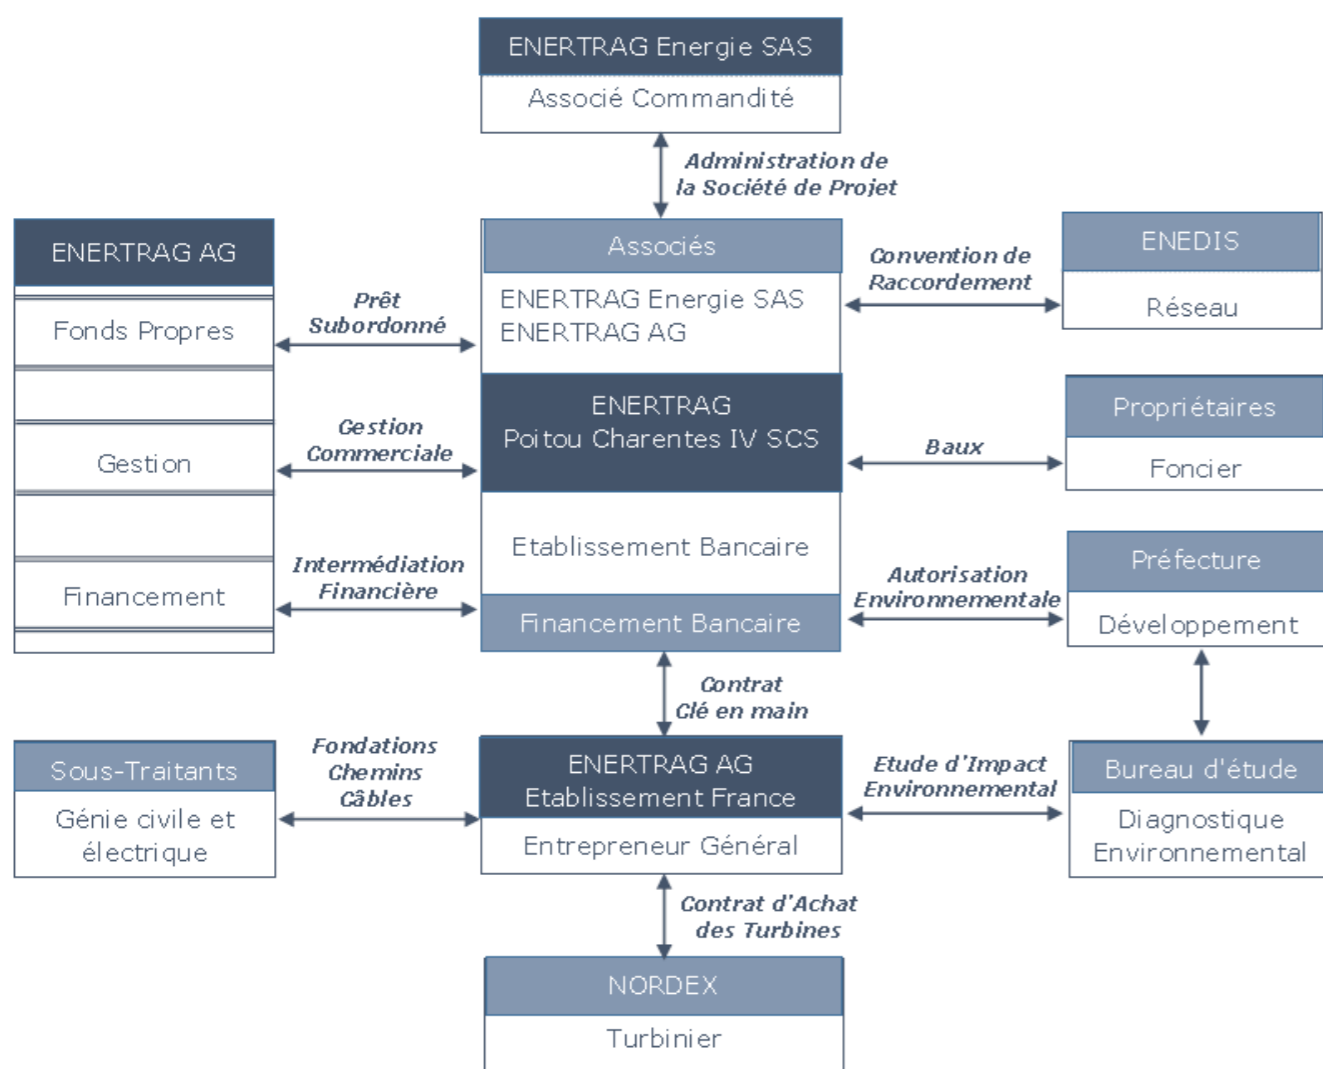 ENERTRAG Energie SAS
Associé Commandité
Administration de
la Société de Projet
ENERTRAG AG
Fonds Propres
Gestion
Financement
Prêt
Subordonné
Gestion
Commerciale
Intermédiation
Financière
Associés
ENERTRAG Energie SAS
ENERTRAG AG
ENERTRAG
Poitou Charentes IV SCS
Etablissement Bancaire
Financement Bancaire
Convention de
Raccordement
Baux
Autorisation
Environnementale
ENEDIS
Réseau
Propriétaires
Foncier
Préfecture
Développement
Contrat
Clé en main
Sous-Traitants
Génie civile et
électrique
Fondations
Chemins
Câbles
ENERTRAG AG
Etablissement France
Entrepreneur Général
Etude d'Impact
Environnemental
Bureau d'étude
Diagnostique
Environnemental
Contrat d'Achat
des Turbines
NORDEX
Turbinier